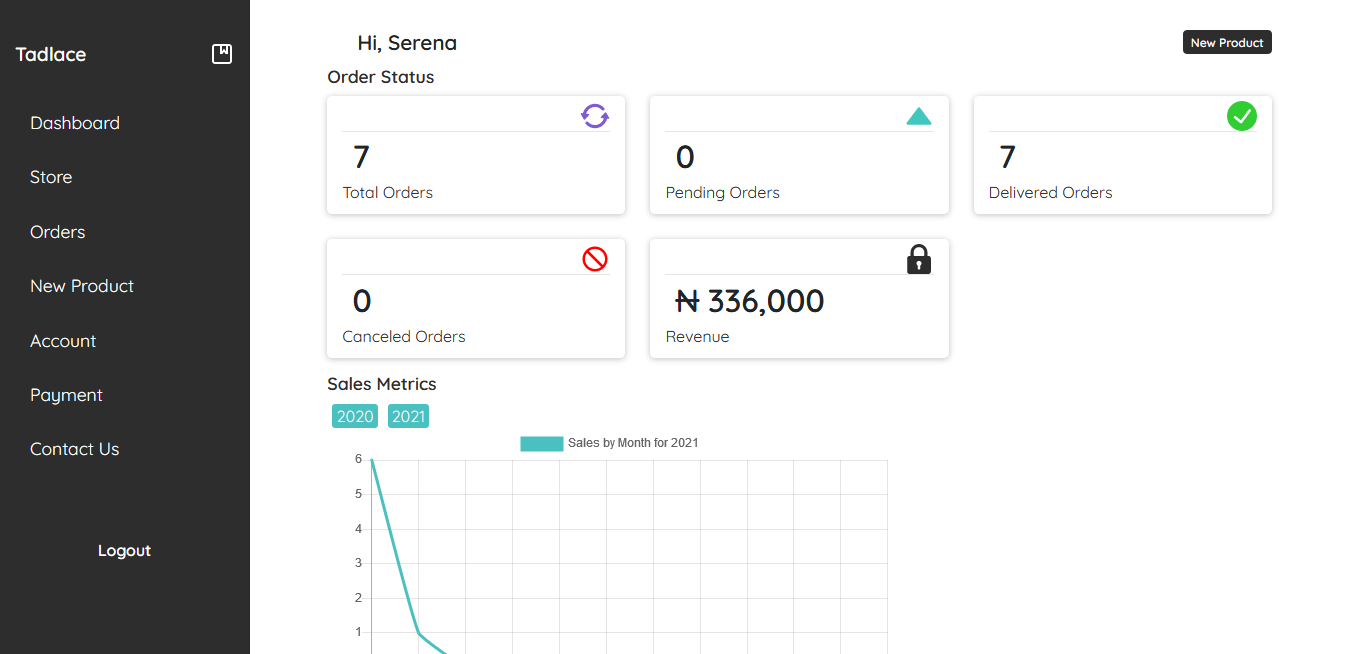 Tadlace
Dashboard
Store
Orders
New Product
Account
Payment
Contact Us
Logout
Hi, Serena
New Product
Order Status
7
Total Orders
0
Pending Orders
7
Delivered Orders
0
Canceled Orders
₦ 336,000
Revenue
Sales Metrics
2020 2021
Sales by Month for 2021
6
5
4
3
2
1